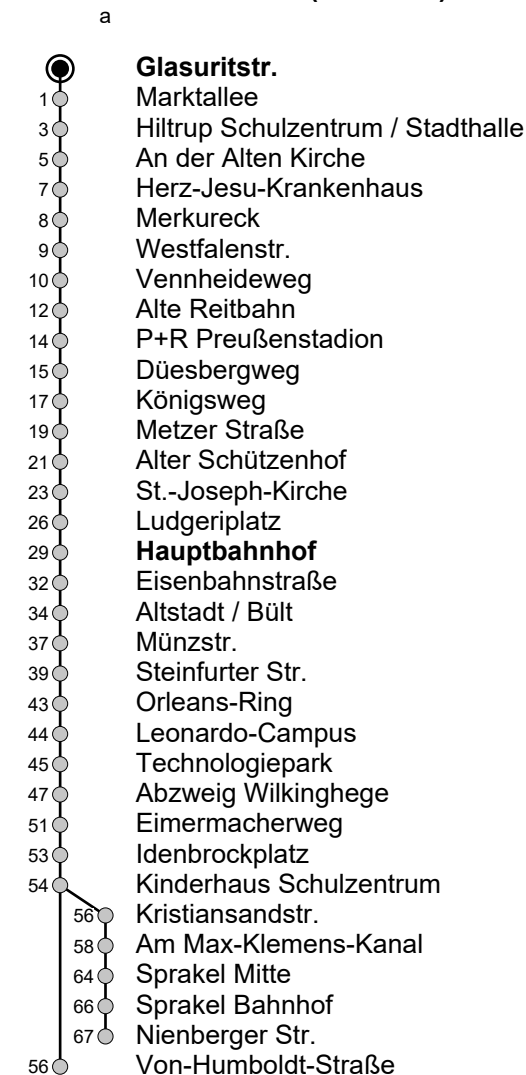 a
Glasuritstr.
1 Marktallee
3 Hiltrup Schulzentrum / Stadthalle
5 An der Alten Kirche
7 Herz-Jesu-Krankenhaus
8 Merkureck
9 Westfalenstr.
10 Vennheideweg
12 Alte Reitbahn
14 P+R Preußenstadion
15 Düesbergweg
17 Königsweg
19 Metzer Straße
21 Alter Schützenhof
23 St.-Joseph-Kirche
26 Ludgeriplatz
29 Hauptbahnhof
32 Eisenbahnstraße
34 Altstadt / Bült
37 Münzstr.
39 Steinfurter Str.
43 Orleans-Ring
44 Leonardo-Campus
45 Technologiepark
47 Abzweig Wilkinghege
51 Eimermacherweg
53 Idenbrockplatz
54 Kinderhaus Schulzentrum
56 Kristiansandstr.
58 Am Max-Klemens-Kanal
64 Sprakel Mitte
66 Sprakel Bahnhof
67 Nienberger Str.
56 Von-Humboldt-Straße